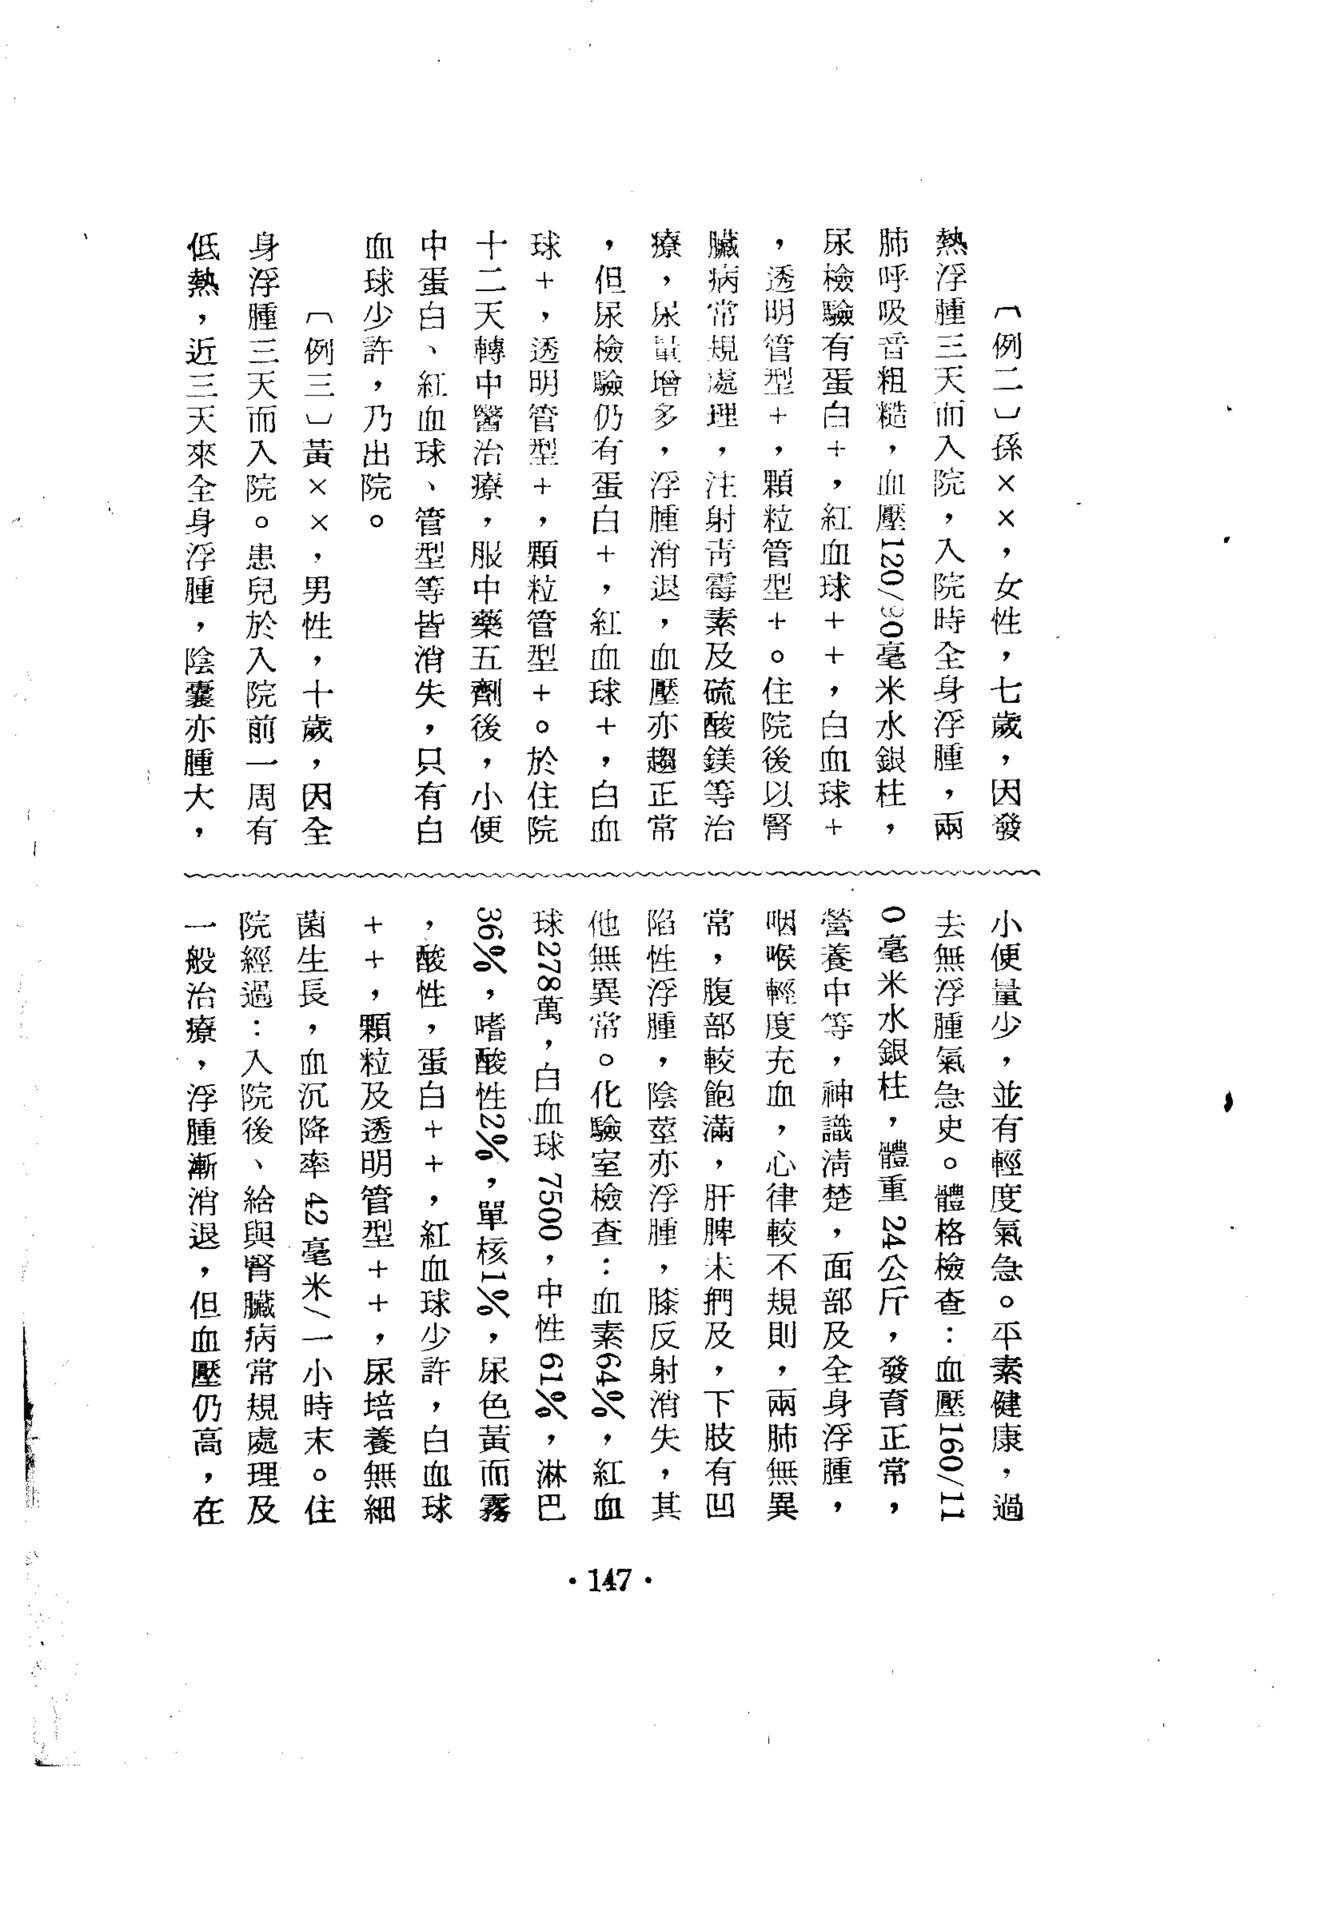 〔例二〕孫××，女性，七歲，因發
熱浮腫三天而入院，入院時全身浮腫，兩
肺呼吸音粗糙，血壓120/90毫米水銀柱，
尿檢驗有蛋白+，紅血球++，白血球+
，透明管型+，顆粒管型+。住院後以腎
臟病常規處理，注射青霉素及硫酸鎂等治
療，尿量增多，浮腫消退，血壓亦趨正常
，但尿檢驗仍有蛋白+，紅血球+，白血
球+，透明管型+，顆粒管型+。於住院
十二天轉中醫治療，服中藥五劑後，小便
中蛋白、紅血球、管型等皆消失，只有白
血球少許，乃出院。
〔例三〕黃××，男性，十歲，因全
身浮腫三天而入院。患兒於入院前一周有
低熱，近三天來全身浮腫，陰囊亦腫大，
小便量少，並有輕度氣急。平素健康，過
去無浮腫氣急史。體格檢查：血壓160/11
0毫米水銀柱，體重24公斤，發育正常，
營養中等，神識清楚，面部及全身浮腫，
咽喉輕度充血，心律較不規則，兩肺無異
常，腹部較飽滿，肝脾未捫及，下肢有凹
陷性浮腫，陰莖亦浮腫，膝反射消失，其
他無異常。化驗室檢查：血素64%，紅血
球278萬，白血球7500，中性61%，淋巴
36%，嗜酸性2%，單核1%，尿色黃而霧
，酸性，蛋白++，紅血球少許，白血球
++，顆粒及透明管型++，尿培養無細
菌生長，血沉降率42毫米/一小時末。住
院經過：入院後、給與腎臟病常規處理及
一般治療，浮腫漸消退，但血壓仍高，在
·147·